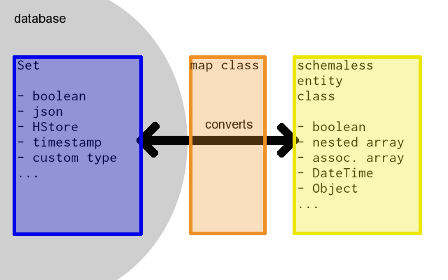 database
Set
- boolean
- json
- HStore
- timestamp
- custom type
...
map class
converts
schemaless
entity
class
- boolean
- nested array
- assoc. array
- DateTime
- Object
...